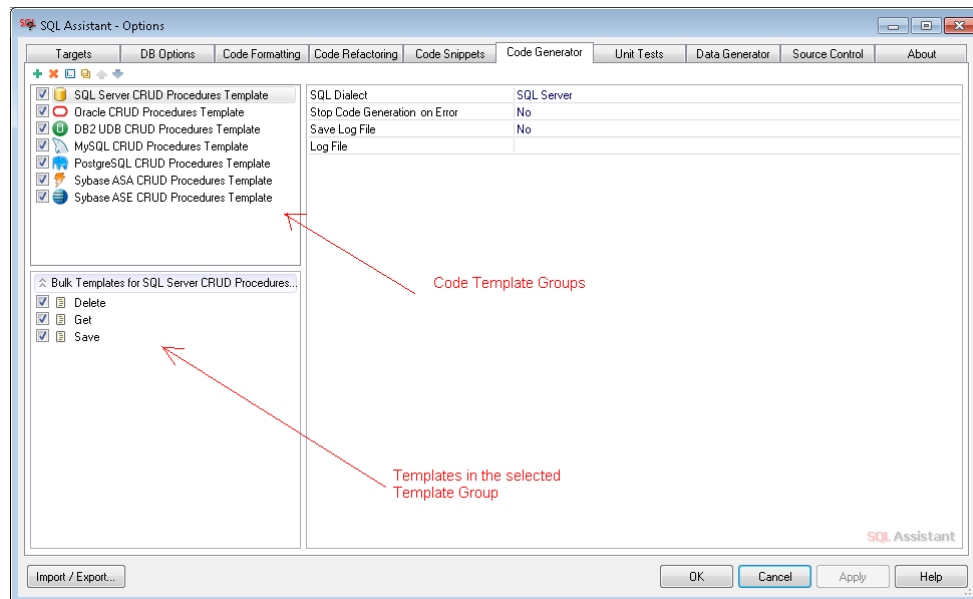 SQL Assistant - Options
Targets DB Options Code Formatting Code Refactoring Code Snippets Code Generator Unit Tests Data Generator Source Control About
SQL Server CRUD Procedures Template
Oracle CRUD Procedures Template
DB2 UDB CRUD Procedures Template
MySQL CRUD Procedures Template
PostgreSQL CRUD Procedures Template
Sybase ASA CRUD Procedures Template
Sybase ASE CRUD Procedures Template
SQL Dialect SQL Server
Stop Code Generation on Error No
Save Log File No
Log File
Code Template Groups
Bulk Templates for SQL Server CRUD Procedures...
Delete
Get
Save
Templates in the selected
Template Group
SQL Assistant
Import / Export... OK Cancel Apply Help